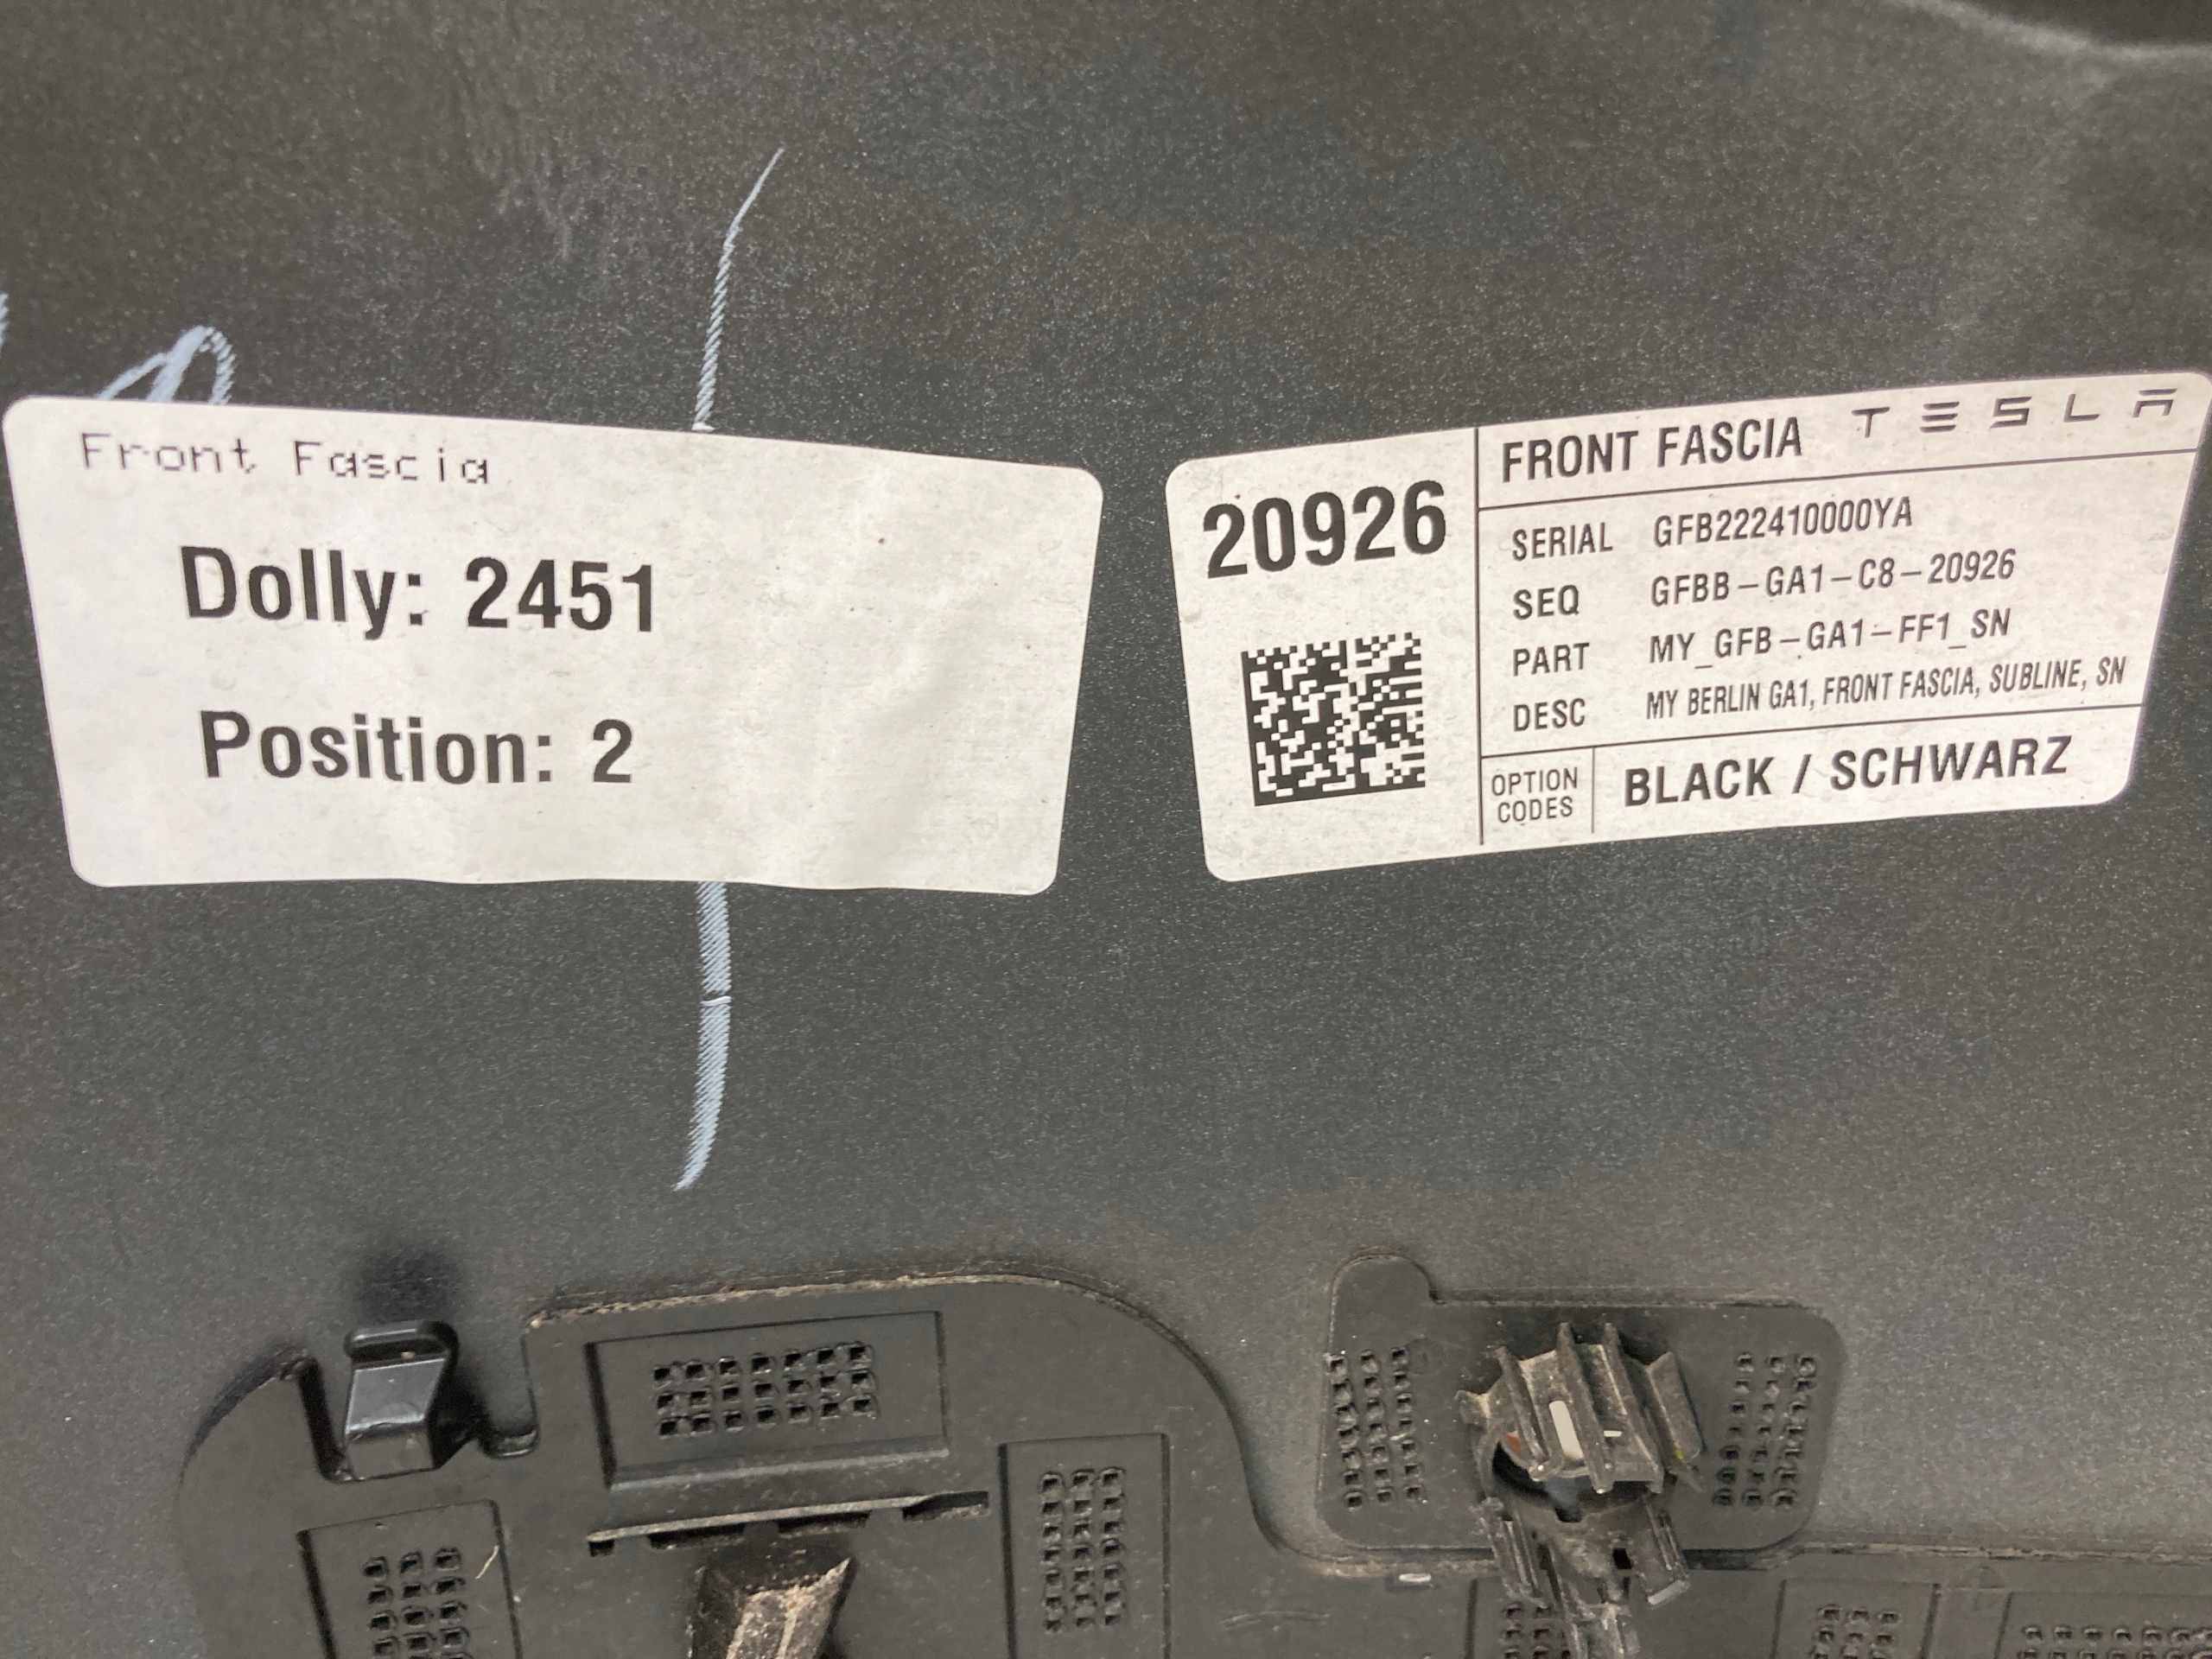 Front Fascia
Dolly: 2451
Position: 2
20926
FRONT FASCIA TESLA
SERIAL GFB222410000YA
SEQ GFBB-GA1-C8-20926
PART MY_GFB-GA1-FF1_SN
DESC MY BERLIN GA1, FRONT FASCIA, SUBLINE, SN
OPTION
CODES
BLACK / SCHWARZ